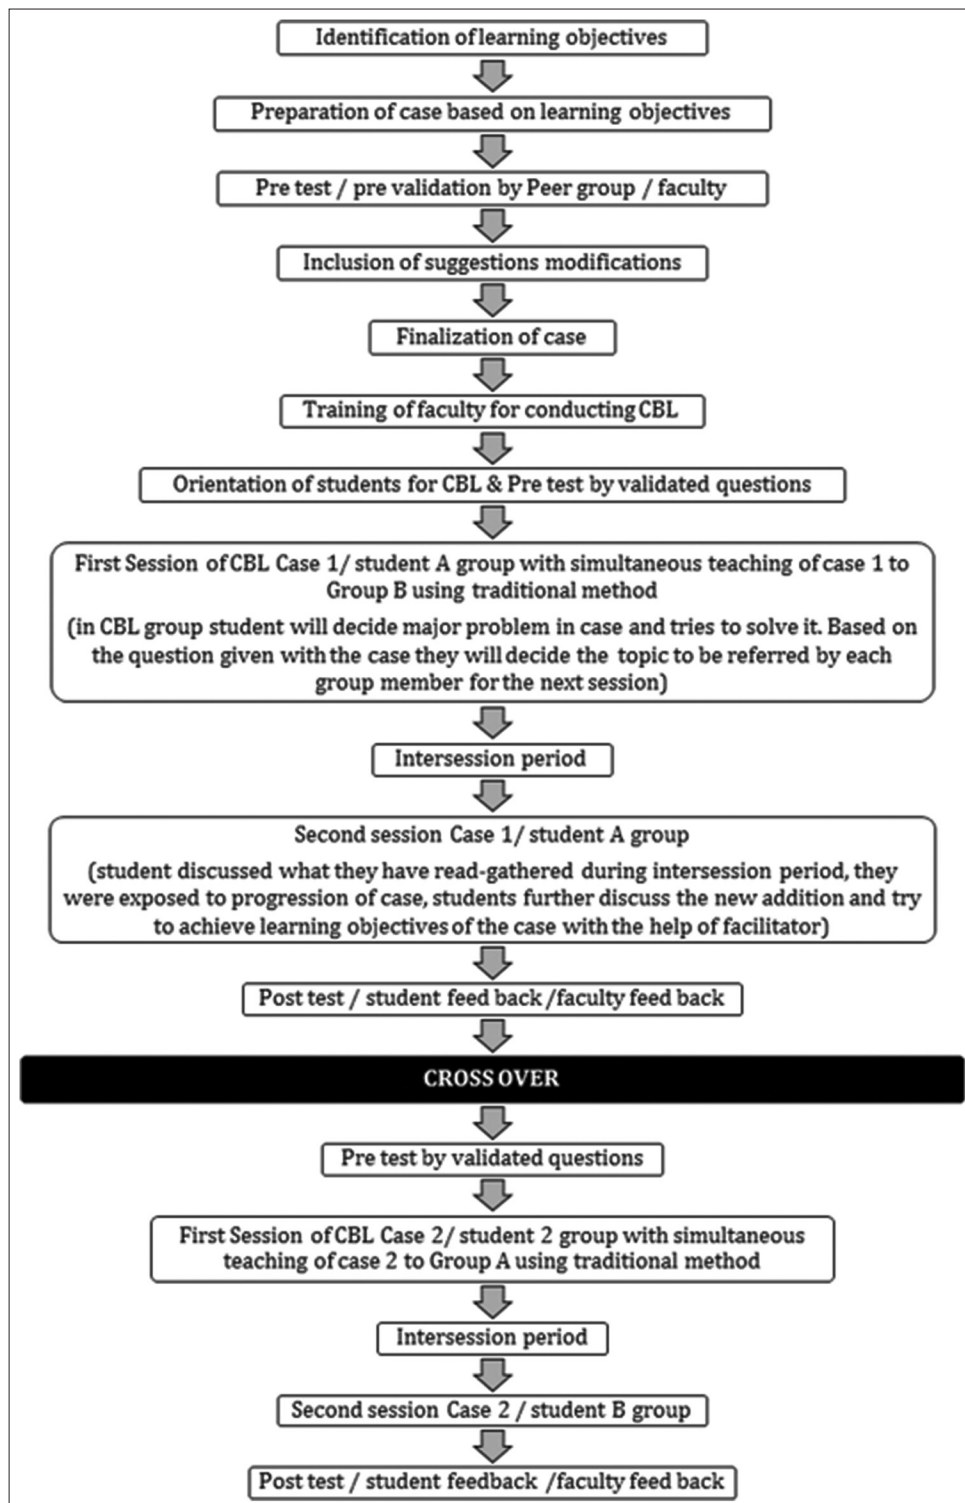 Identification of learning objectives
Preparation of case based on learning objectives
Pre test / pre validation by Peer group / faculty
Inclusion of suggestions modifications
Finalization of case
Training of faculty for conducting CBL
Orientation of students for CBL & Pre test by validated questions
First Session of CBL Case 1/ student A group with simultaneous teaching of case 1 to
Group B using traditional method
(in CBL group student will decide major problem in case and tries to solve it. Based on
the question given with the case they will decide the topic to be referred by each
group member for the next session)
Intersession period
Second session Case 1/ student A group
(student discussed what they have read-gathered during intersession period, they
were exposed to progression of case, students further discuss the new addition and try
to achieve learning objectives of the case with the help of facilitator)
Post test / student feed back /faculty feed back
CROSS OVER
Pre test by validated questions
First Session of CBL Case 2/ student 2 group with simultaneous
teaching of case 2 to Group A using traditional method
Intersession period
Second session Case 2 / student B group
Post test / student feedback /faculty feed back